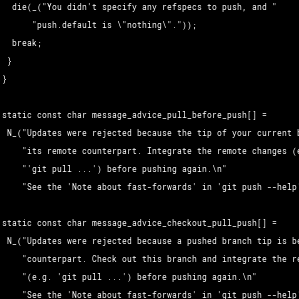 die(_("You didn't specify any refspecs to push, and "
"push.default is \"nothing\"."));
break;
}
}
static const char message_advice_pull_before_push[] =
N_("Updates were rejected because the tip of your current
"its remote counterpart. Integrate the remote changes (e
"'git pull ...') before pushing again.\n"
"See the 'Note about fast-forwards' in 'git push --help
static const char message_advice_checkout_pull_push[] =
N_("Updates were rejected because a pushed branch tip is be
"counterpart. Check out this branch and integrate the re
"(e.g. 'git pull ...') before pushing again.\n"
"See the 'Note about fast-forwards' in 'git push --help